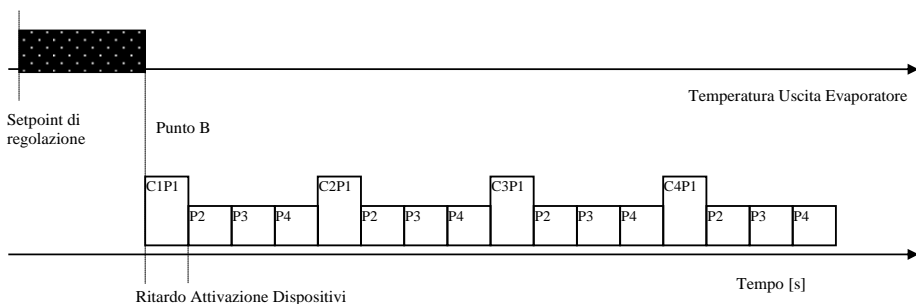 Temperatura Uscita Evaporatore
Setpoint di
regolazione
Punto B
C1P1
P2
P3
P4
C2P1
P2
P3
P4
C3P1
P2
P3
P4
C4P1
P2
P3
P4
Tempo [s]
Ritardo Attivazione Dispositivi